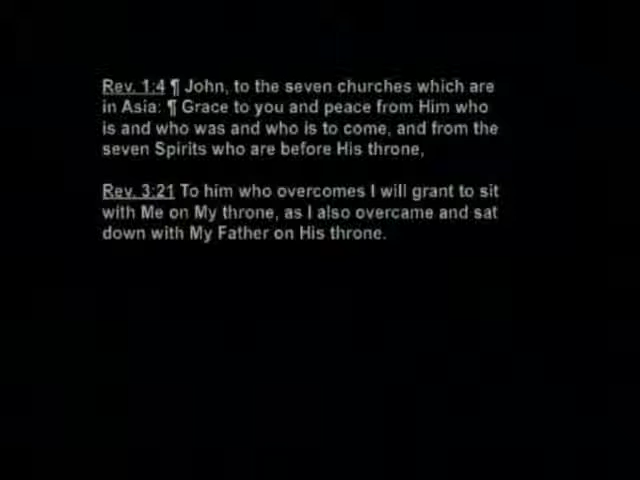 Rev. 1:4 ¶ John, to the seven churches which are
in Asia: ¶ Grace to you and peace from Him who
is and who was and who is to come, and from the
seven Spirits who are before His throne,
Rev. 3:21 To him who overcomes I will grant to sit
with Me on My throne, as I also overcame and sat
down with My Father on His throne.